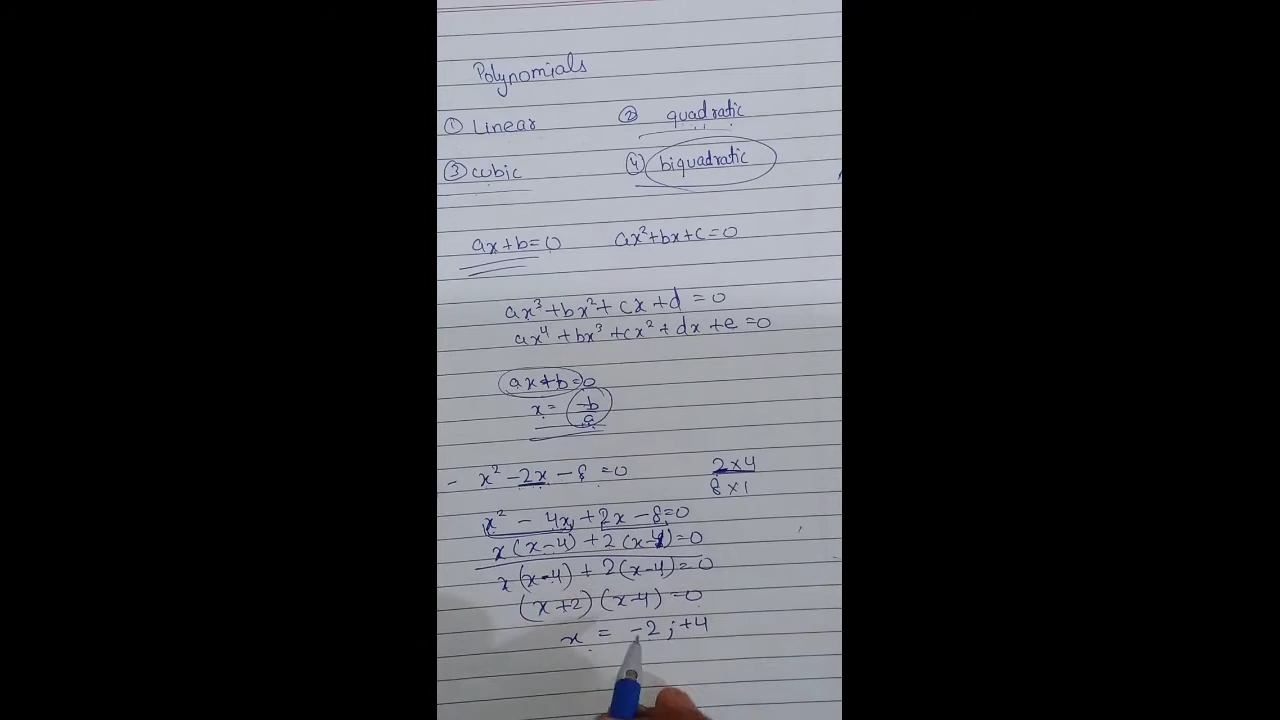 Polynomials
① Linear ② quadratic
③ cubic ④ biquadratic
ax+b=0 ax²+bx+c=0
ax³+bx²+cx+d=0
ax⁴+bx³+cx²+dx+e=0
ax+b=0
x= -b/a
- x²-2x-8=0 2×4
8×1
x²-4x+2x-8=0
x(x-4)+2(x-4)=0
x(x-4)+2(x-4)=0
(x+2)(x-4)=0
x = -2;+4